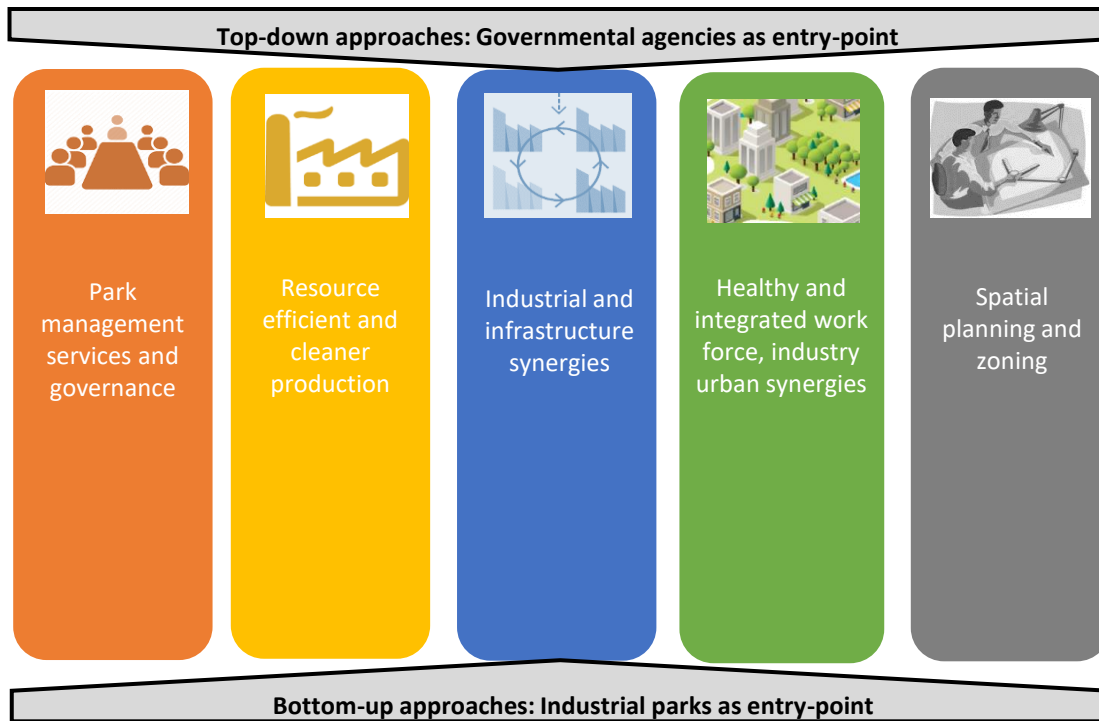 Top-down approaches: Governmental agencies as entry-point
Park
management
services and
governance
Resource
efficient and
cleaner
production
Industrial and
infrastructure
synergies
Healthy and
integrated work
force, industry
urban synergies
Spatial
planning and
zoning
Bottom-up approaches: Industrial parks as entry-point